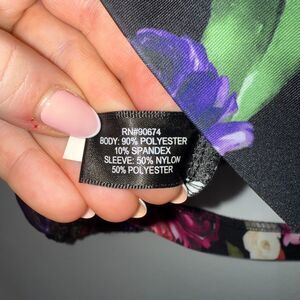 RN#90674
BODY: 90% POLYESTER
10% SPANDEX
SLEEVE: 50% NYLON
50% POLYESTER